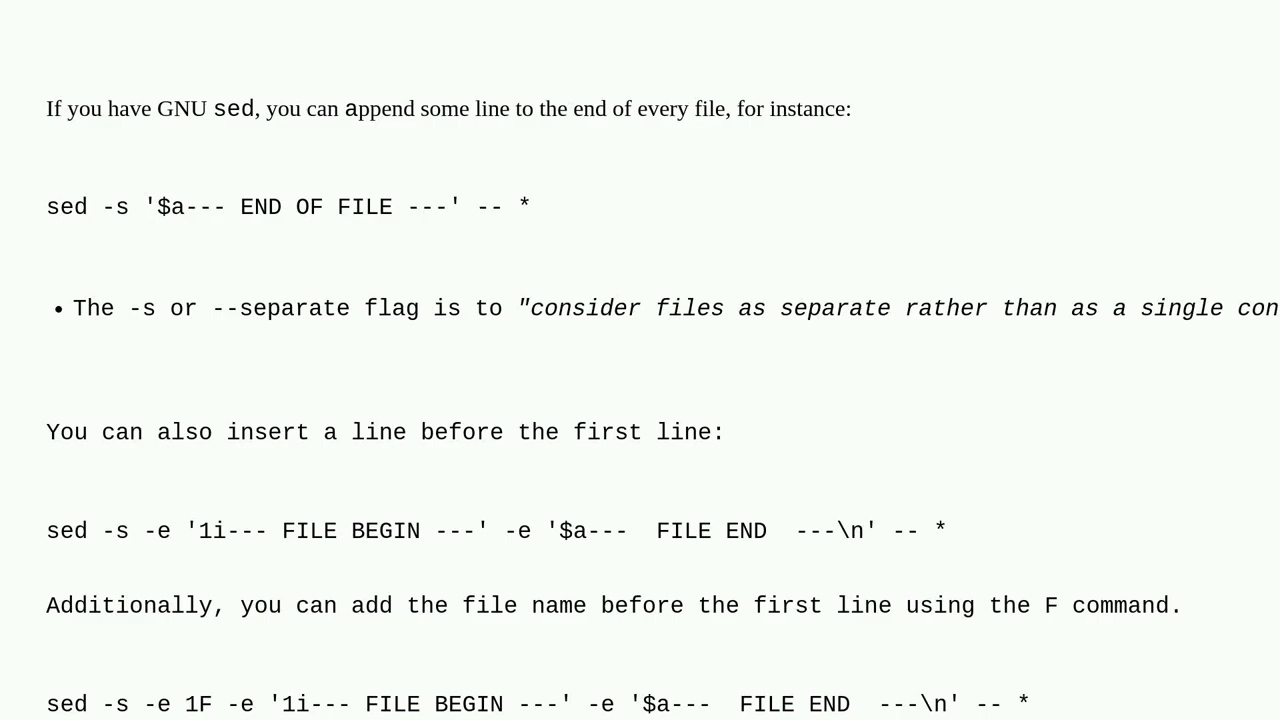 If you have GNU sed, you can append some line to the end of every file, for instance:
sed -s '$a--- END OF FILE ---' -- *
• The -s or --separate flag is to "consider files as separate rather than as a single con
You can also insert a line before the first line:
sed -s -e '1i--- FILE BEGIN ---' -e '$a---  FILE END  ---\n' -- *
Additionally, you can add the file name before the first line using the F command.
sed -s -e 1F -e '1i--- FILE BEGIN ---' -e '$a---  FILE END  ---\n' -- *